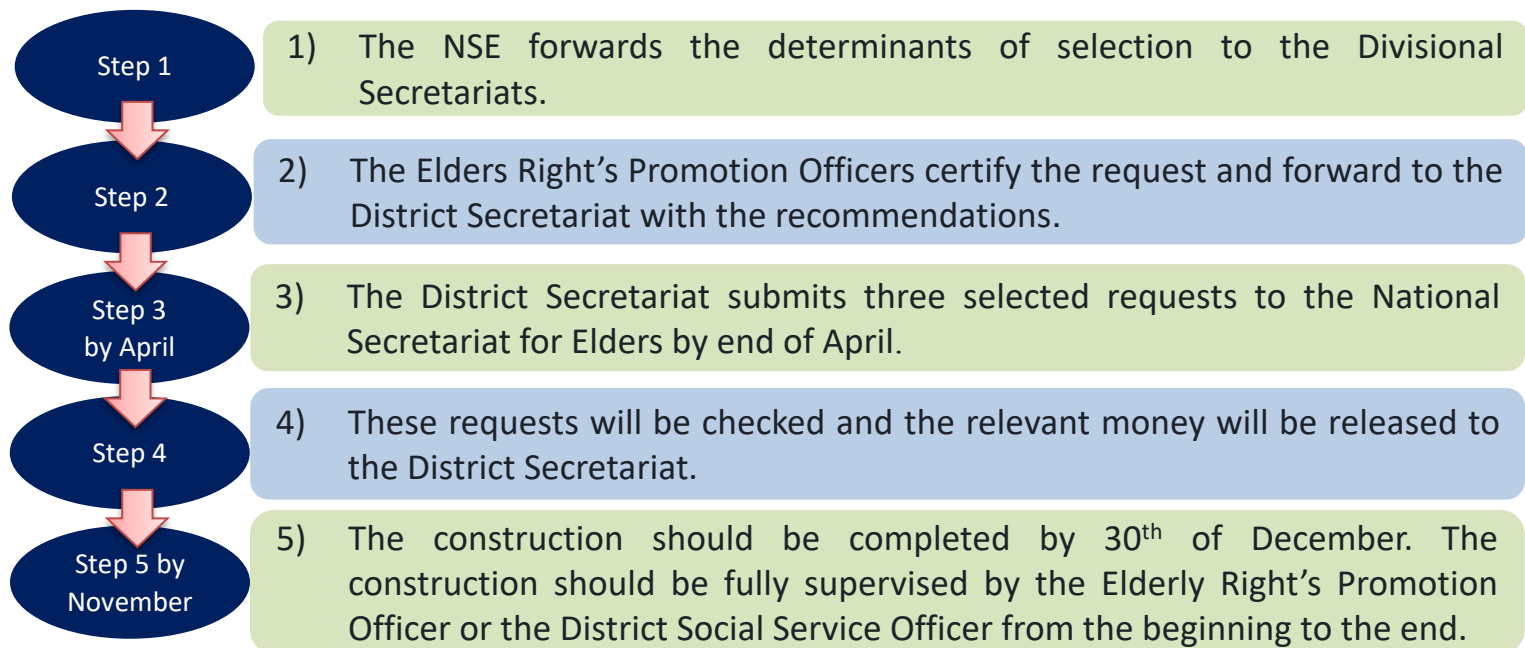 Step 1
1) The NSE forwards the determinants of selection to the Divisional
Secretariats.
Step 2
2) The Elders Right’s Promotion Officers certify the request and forward to the
District Secretariat with the recommendations.
Step 3
by April
3) The District Secretariat submits three selected requests to the National
Secretariat for Elders by end of April.
Step 4
4) These requests will be checked and the relevant money will be released to
the District Secretariat.
Step 5 by
November
5) The construction should be completed by 30th of December. The
construction should be fully supervised by the Elderly Right’s Promotion
Officer or the District Social Service Officer from the beginning to the end.